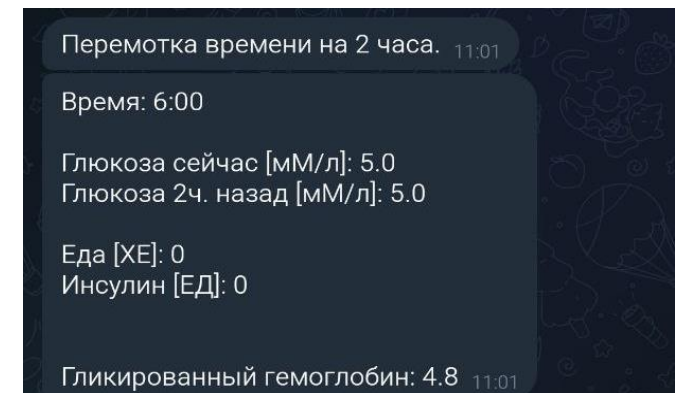 Перемотка времени на 2 часа. 11:01
Время: 6:00
Глюкоза сейчас [мМ/л]: 5.0
Глюкоза 2ч. назад [мМ/л]: 5.0
Еда [ХЕ]: 0
Инсулин [ЕД]: 0
Гликированный гемоглобин: 4.8 11:01